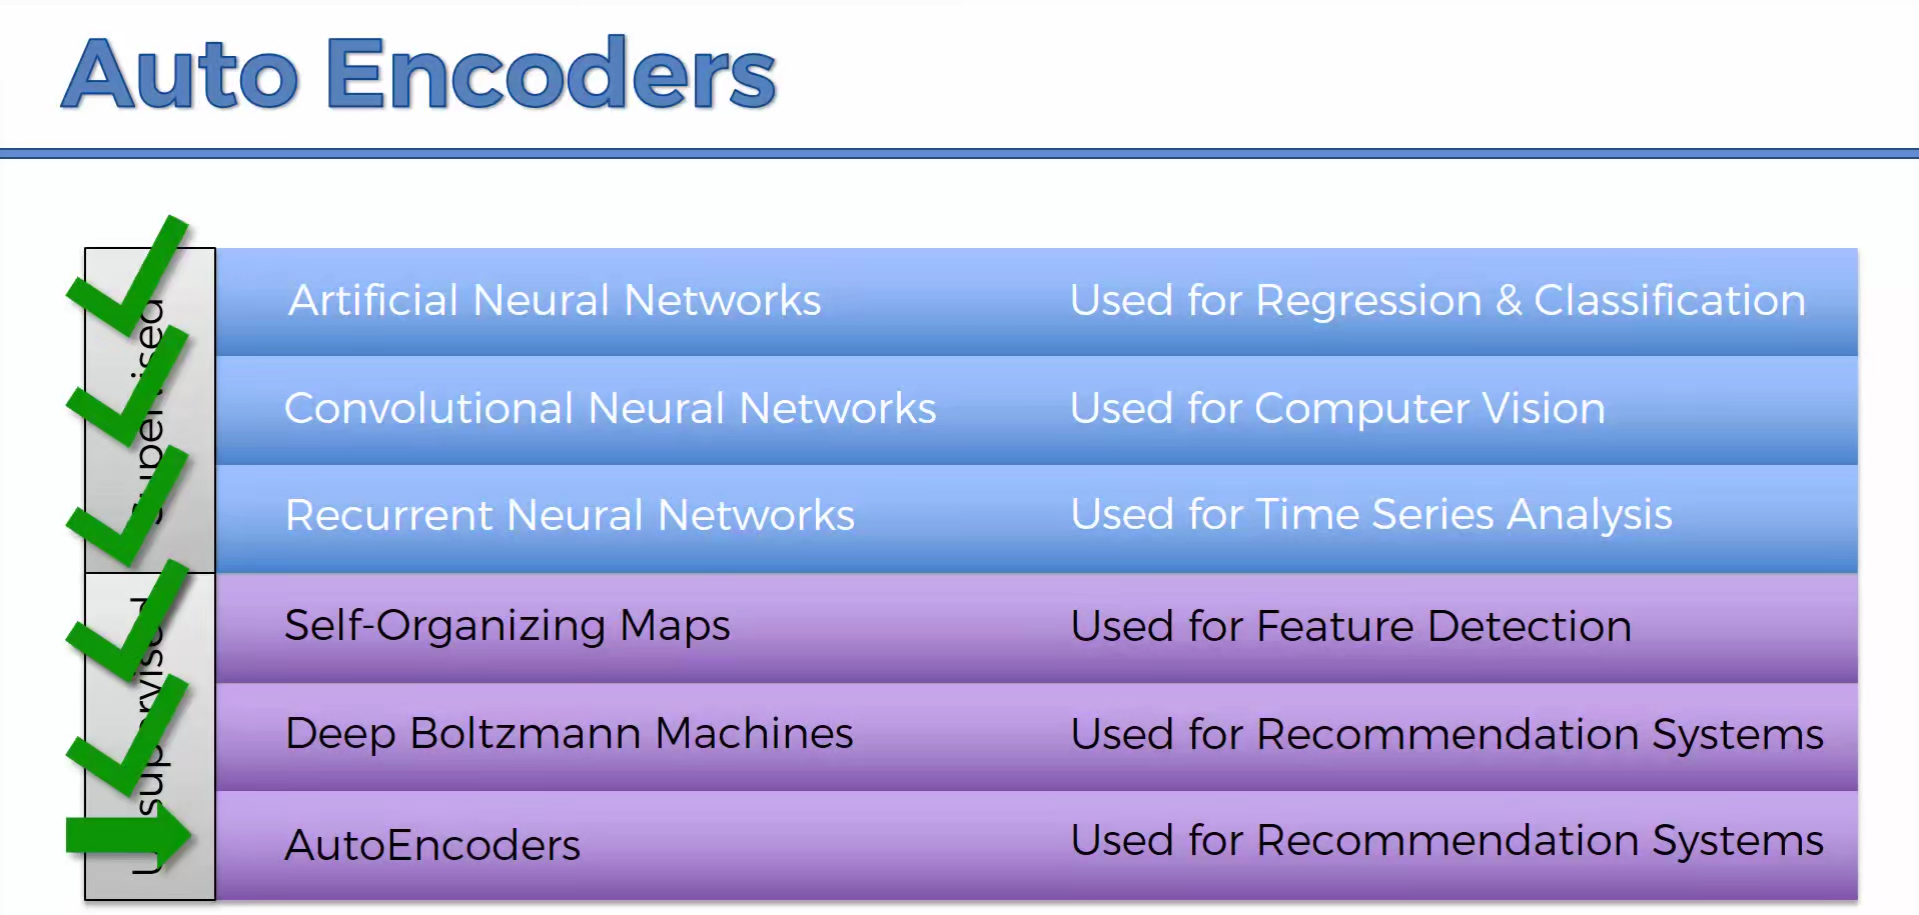 Auto Encoders
Supervised
Artificial Neural Networks Used for Regression & Classification
Convolutional Neural Networks Used for Computer Vision
Recurrent Neural Networks Used for Time Series Analysis
Unsupervised
Self-Organizing Maps Used for Feature Detection
Deep Boltzmann Machines Used for Recommendation Systems
AutoEncoders Used for Recommendation Systems